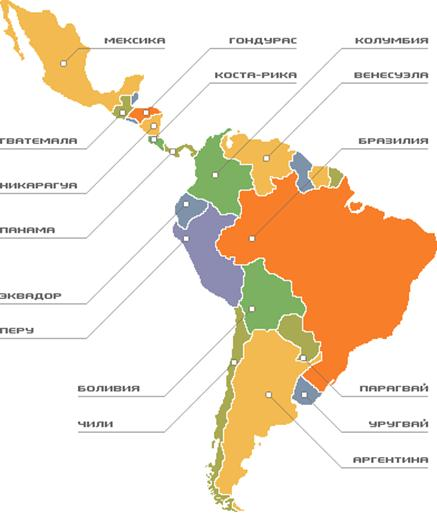 МЕКСИКА
ГОНДУРАС
КОЛУМБИЯ
КОСТА-РИКА
ВЕНЕСУЭЛА
ГВАТЕМАЛА
БРАЗИЛИЯ
НИКАРАГУА
ПАНАМА
ЭКВАДОР
ПЕРУ
БОЛИВИЯ
ПАРАГВАЙ
ЧИЛИ
УРУГВАЙ
АРГЕНТИНА